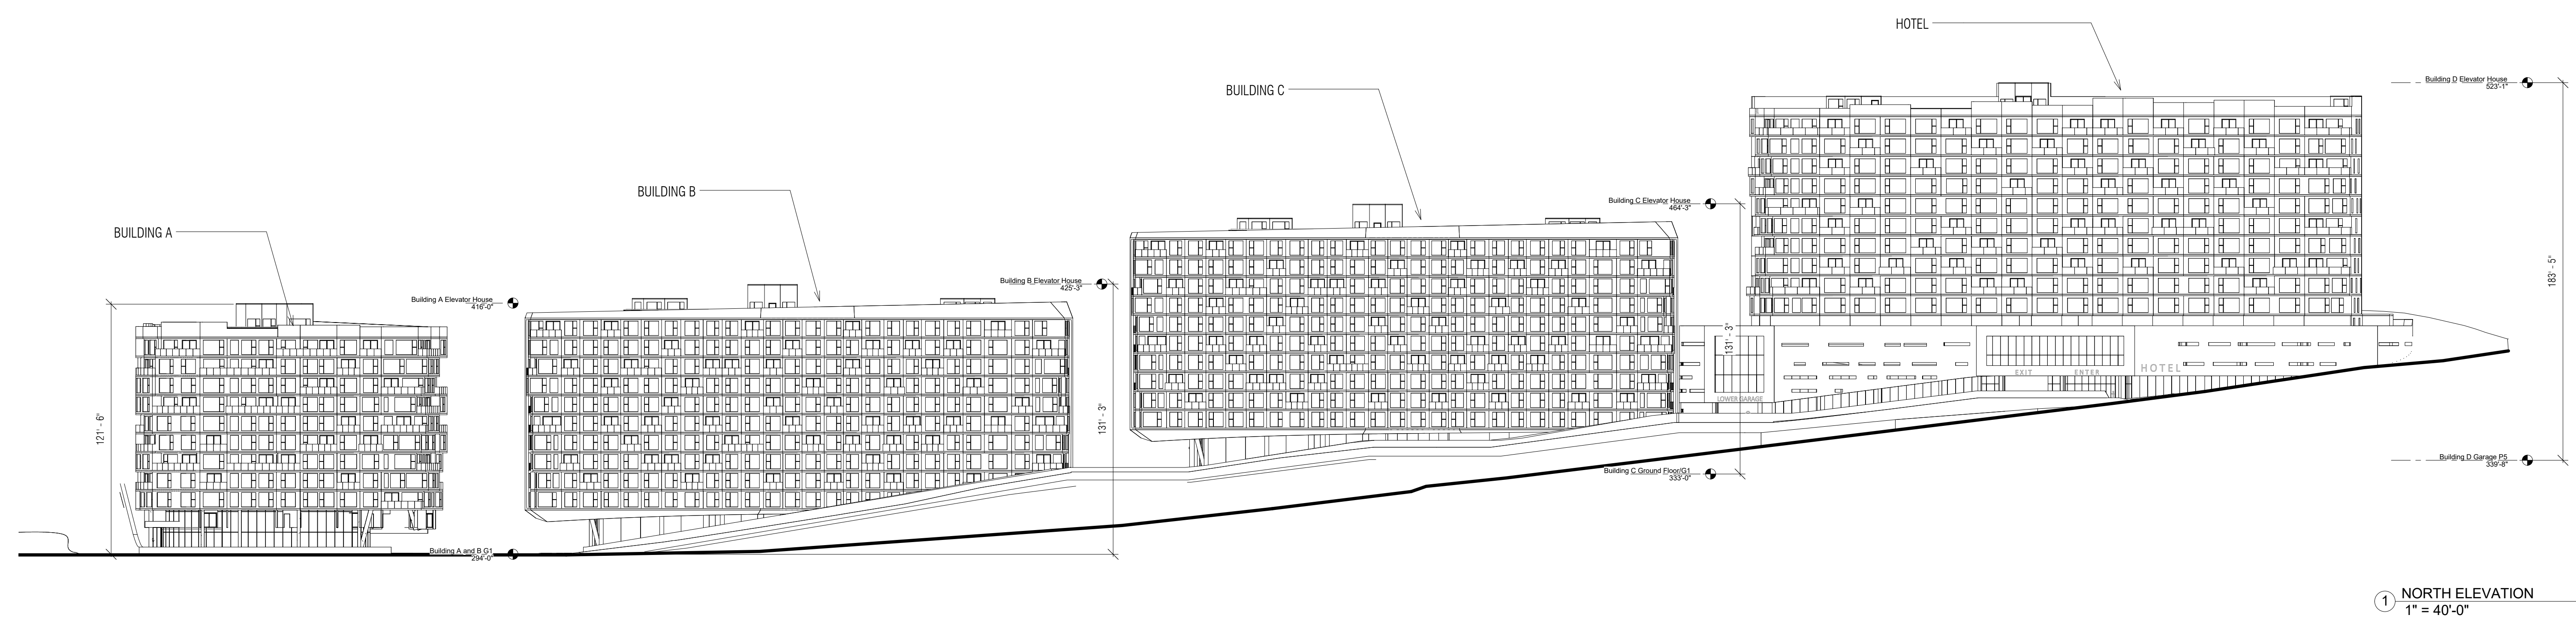 HOTEL
Building D Elevator House
523'-1"
BUILDING C
BUILDING B
Building C Elevator House
464'-3"
BUILDING A
183' - 5"
Building B Elevator House
425'-3"
Building A Elevator House
416'-0"
131' - 3"
EXIT
ENTER
HOTEL
LOWER GARAGE
121' - 6"
131' - 3"
Building D Garage P5
339'-8"
Building C Ground Floor/G1
333'-0"
Building A and B G1
294'-0"
1
NORTH ELEVATION
1" = 40'-0"